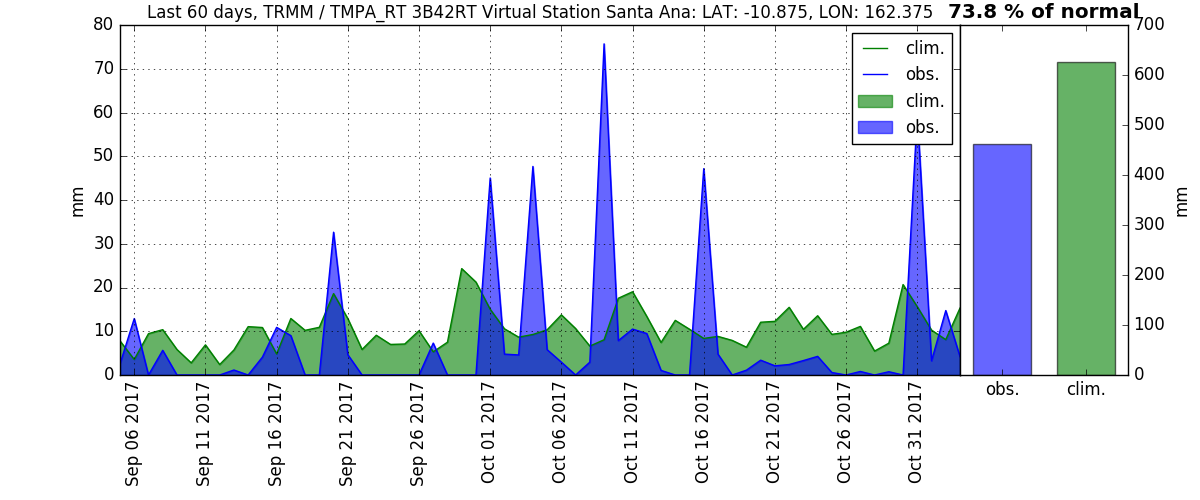 Last 60 days, TRMM / TMPA_RT 3B42RT Virtual Station Santa Ana: LAT: -10.875, LON: 162.375 73.8 % of normal
80
70
60
50
40
30
20
10
0
mm
clim.
obs.
clim.
obs.
700
600
500
400
300
200
100
0
mm
obs. clim.
Sep 06 2017
Sep 11 2017
Sep 16 2017
Sep 21 2017
Sep 26 2017
Oct 01 2017
Oct 06 2017
Oct 11 2017
Oct 16 2017
Oct 21 2017
Oct 26 2017
Oct 31 2017